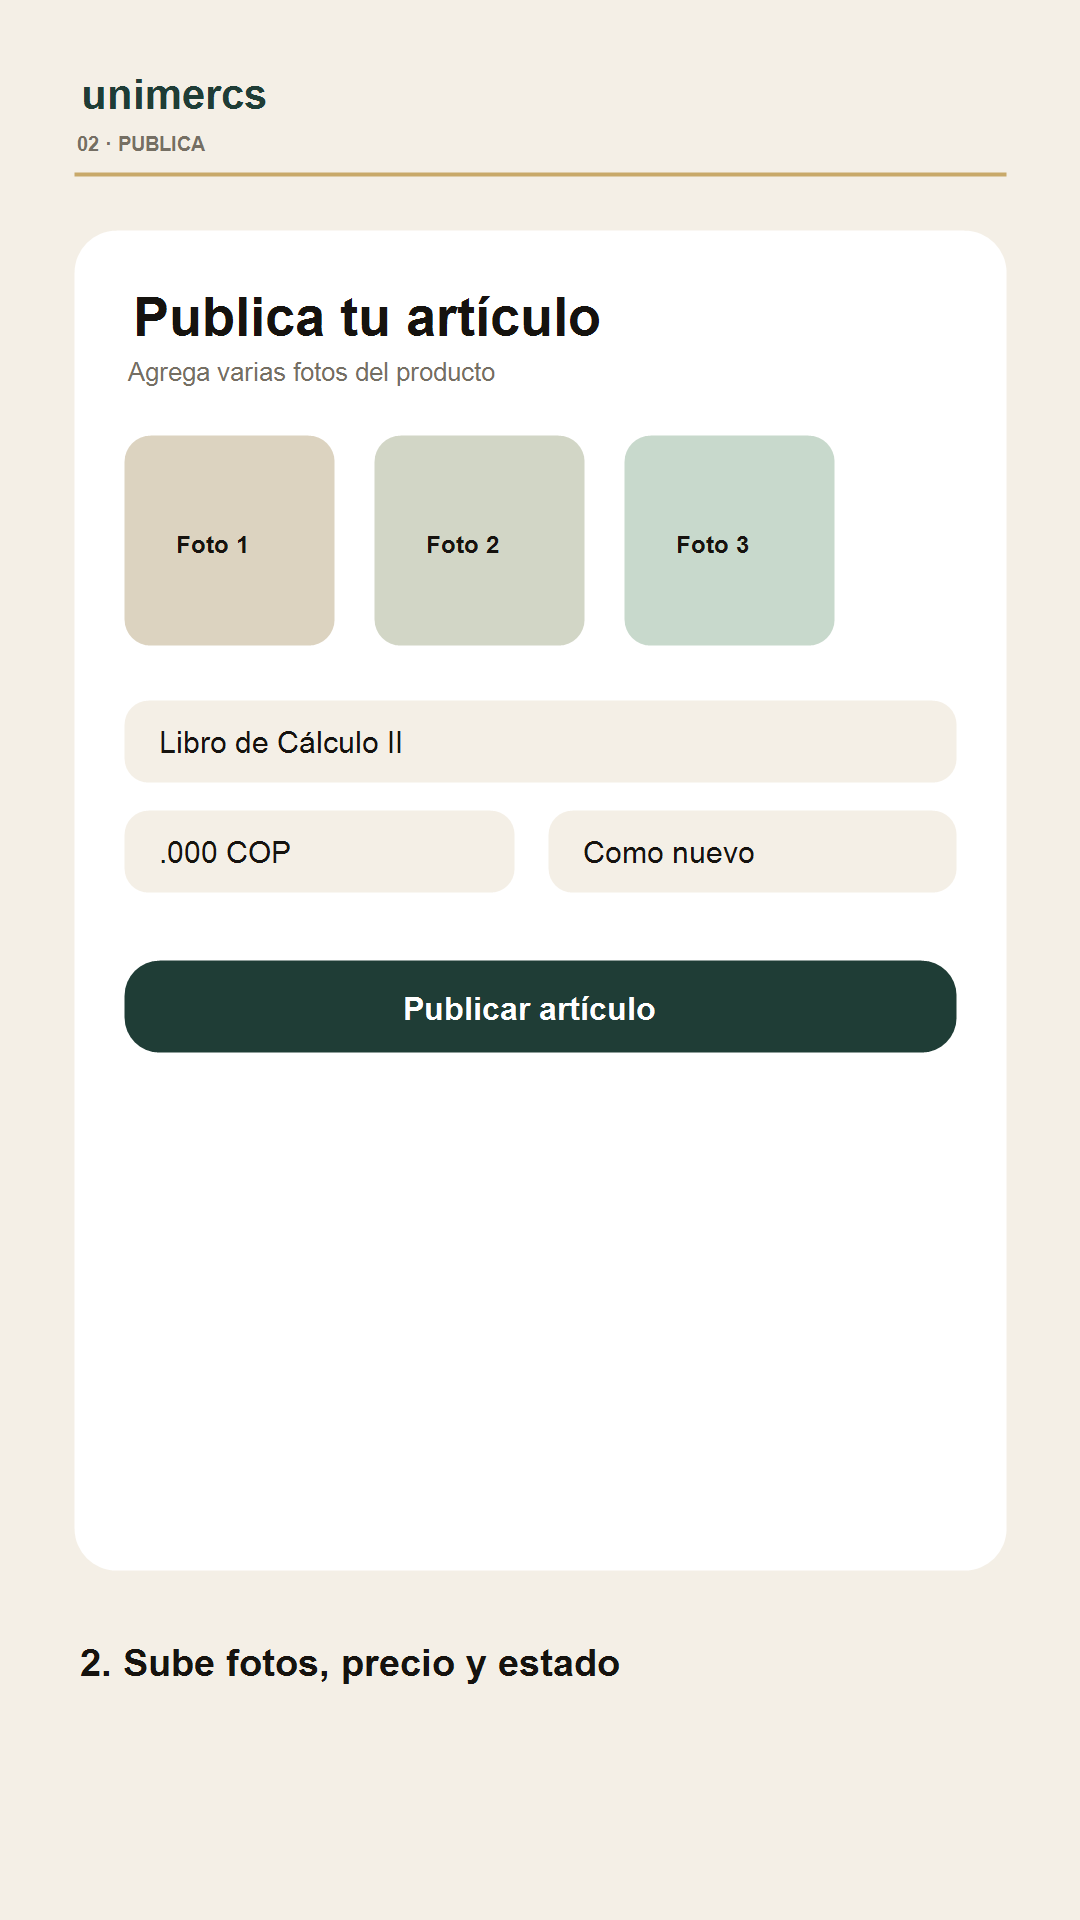 unimercs
02 · PUBLICA
Publica tu artículo
Agrega varias fotos del producto
Foto 1
Foto 2
Foto 3
Libro de Cálculo II
.000 COP
Como nuevo
Publicar artículo
2. Sube fotos, precio y estado